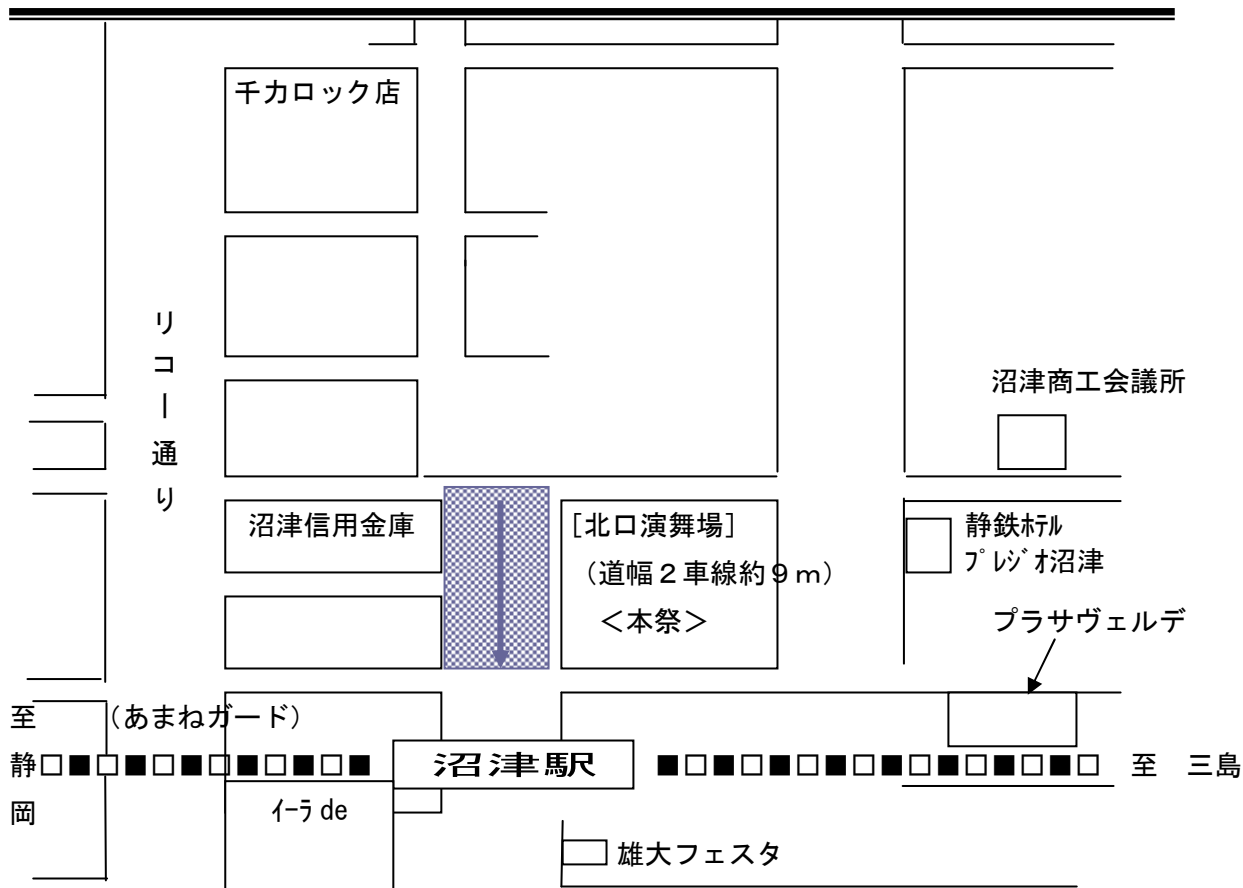 千カロック店
リコー通り
沼津商工会議所
沼津信用金庫
[北口演舞場]
（道幅２車線約９ｍ）
＜本祭＞
静鉄ﾎﾃﾙ
ﾌﾟﾚｼﾞｵ沼津
プラサヴェルデ
至静岡
（あまねガード）
沼津駅
至 三島
ｲｰﾗ de
雄大フェスタ